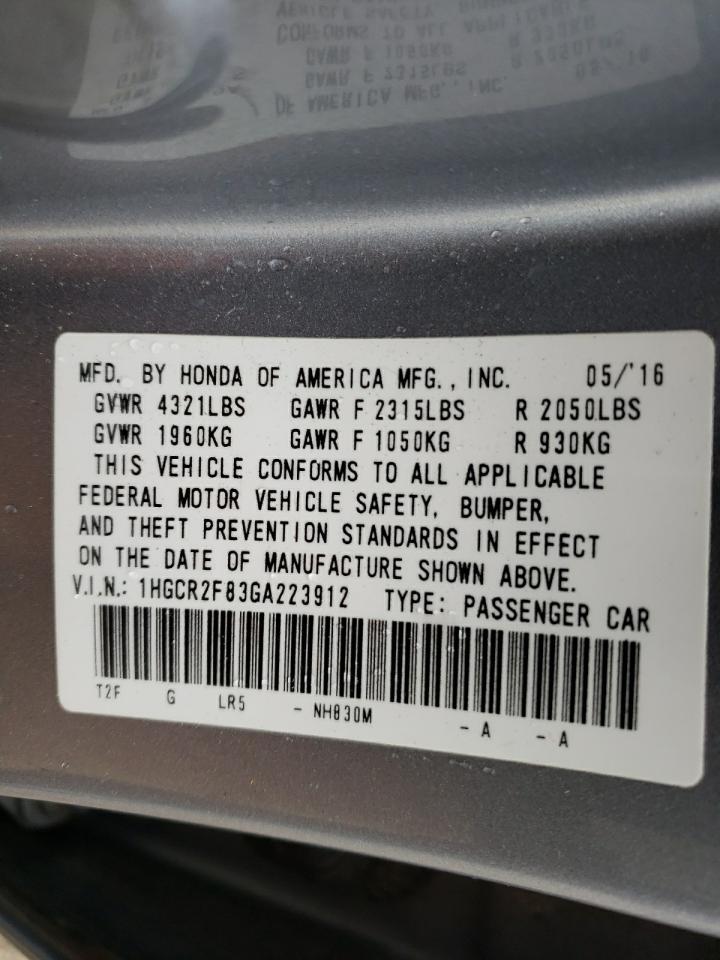 MFD. BY HONDA OF AMERICA MFG., INC. 05/'16
GVWR 4321LBS GAWR F 2315LBS R 2050LBS
GVWR 1960KG GAWR F 1050KG R 930KG
THIS VEHICLE CONFORMS TO ALL APPLICABLE
FEDERAL MOTOR VEHICLE SAFETY, BUMPER,
AND THEFT PREVENTION STANDARDS IN EFFECT
ON THE DATE OF MANUFACTURE SHOWN ABOVE.
V.I.N.: 1HGCR2F83GA223912 TYPE: PASSENGER CAR
T2F G LR5 - NH830M - A - A